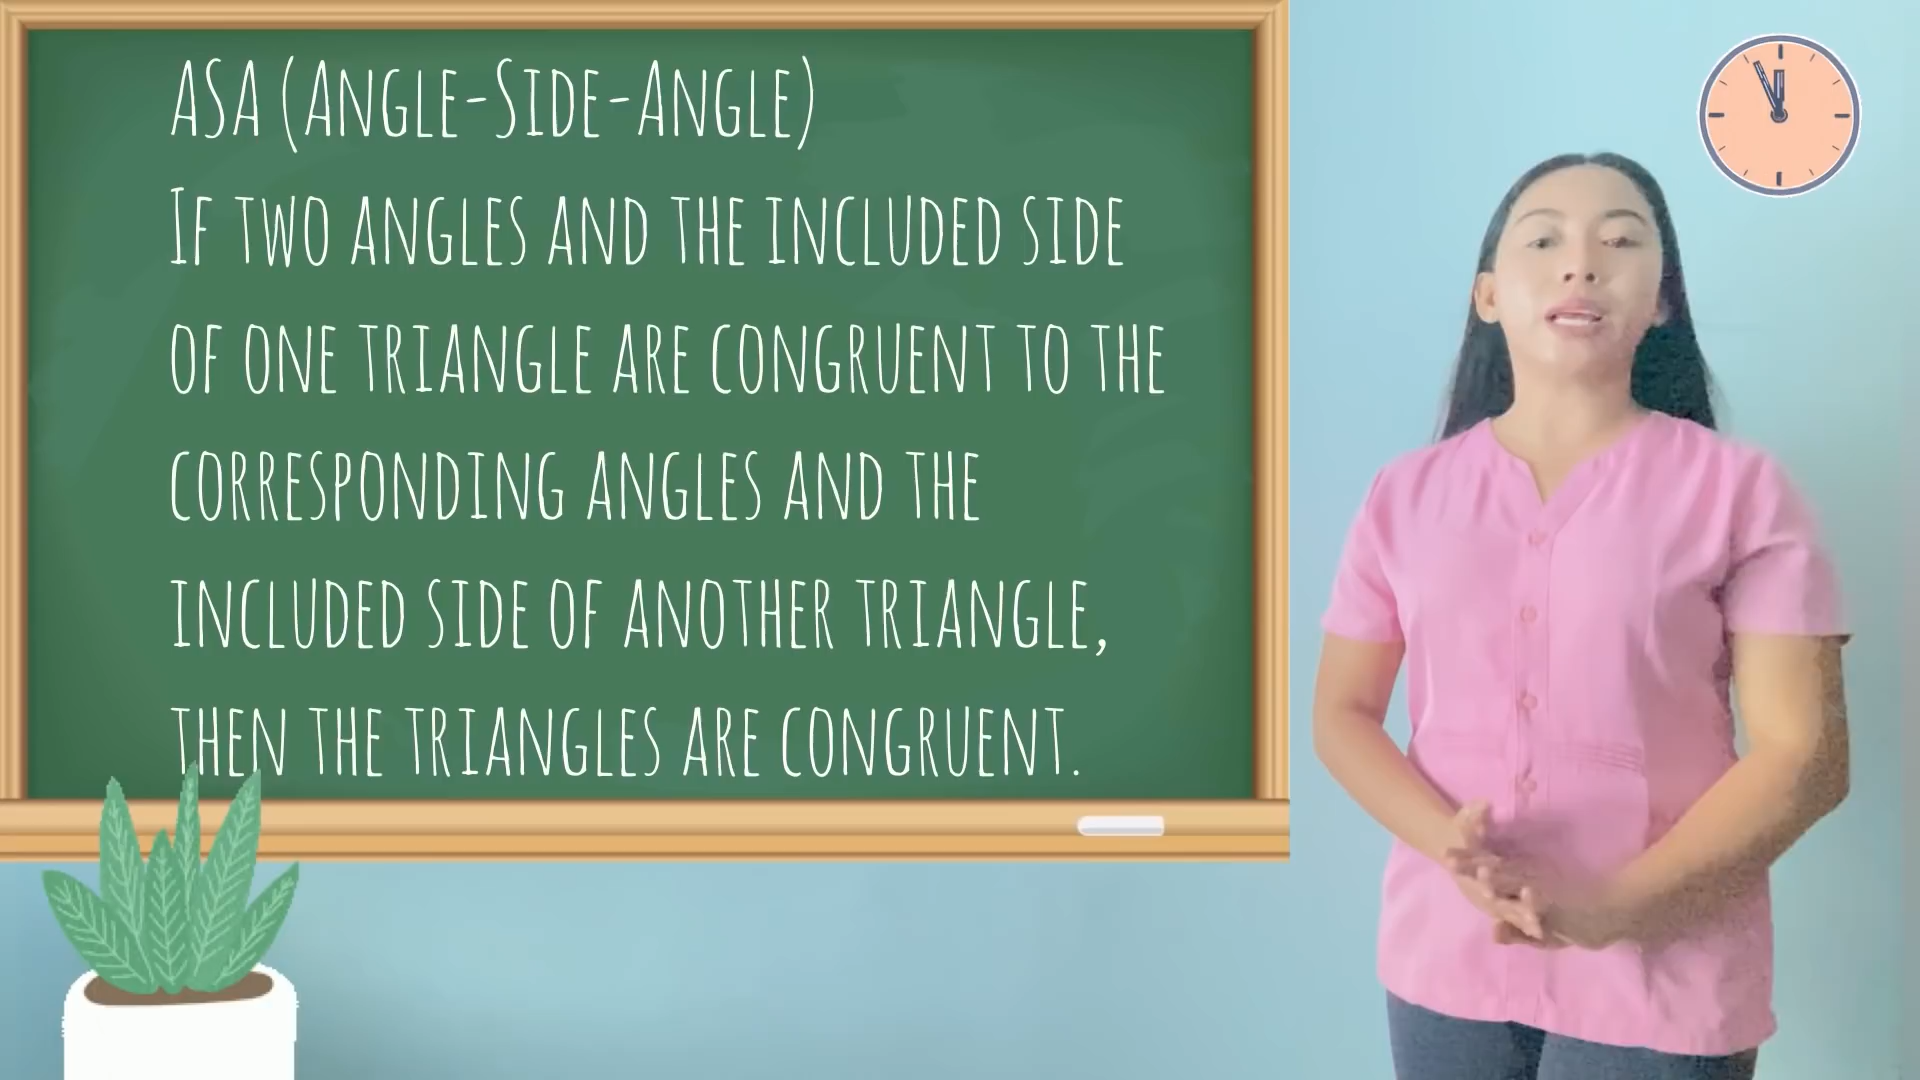 ASA (Angle-Side-Angle)
If two angles and the included side
of one triangle are congruent to the
corresponding angles and the
included side of another triangle,
then the triangles are congruent.